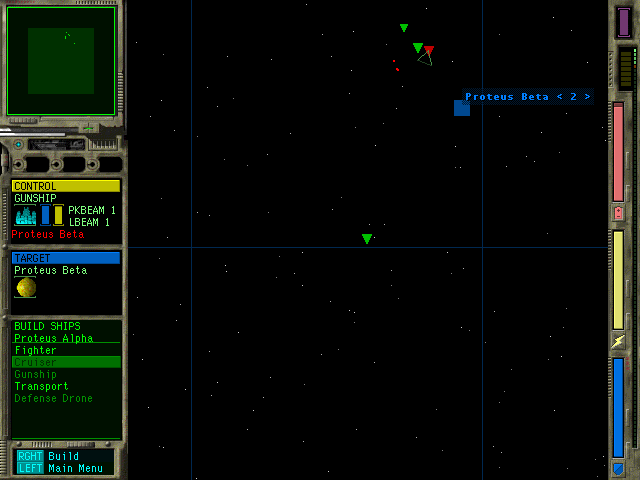 Proteus Beta < 2 >
CONTROL
GUNSHIP
PKBEAM 1
LBEAM 1
Proteus Beta
TARGET
Proteus Beta
BUILD SHIPS
Proteus Alpha
Fighter
Cruiser
Gunship
Transport
Defense Drone
RGHT Build
LEFT Main Menu